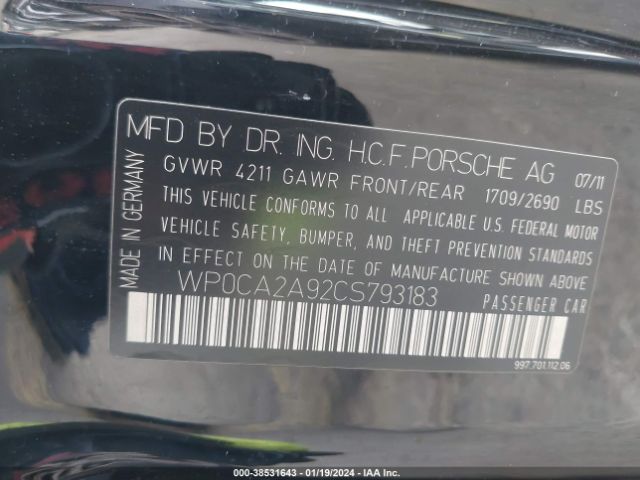 MFD BY DR. ING. H.C.F. PORSCHE AG 07/11
GVWR 4211 GAWR FRONT/REAR 1709/2690 LBS
THIS VEHICLE CONFORMS TO ALL APPLICABLE U.S. FEDERAL MOTOR
VEHICLE SAFETY, BUMPER, AND THEFT PREVENTION STANDARDS
IN EFFECT ON THE DATE OF MANUFACTURE SHOWN ABOVE
WP0CA2A92CS793183 PASSENGER CAR
MADE IN GERMANY
997.701.112.06
000-38531643 - 01/19/2024 - IAA